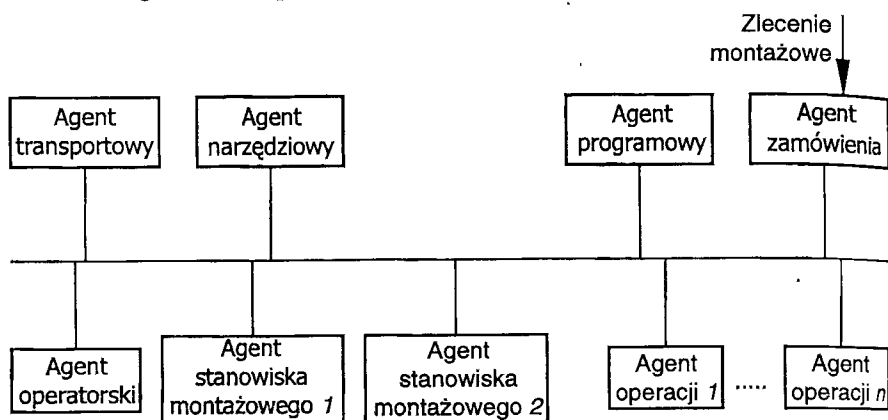 Zlecenie
montażowe
Agent
transportowy
Agent
narzędziowy
Agent
programowy
Agent
zamówienia
Agent
operatorski
Agent
stanowiska
montażowego 1
Agent
stanowiska
montażowego 2
Agent
operacji 1
.....
Agent
operacji n